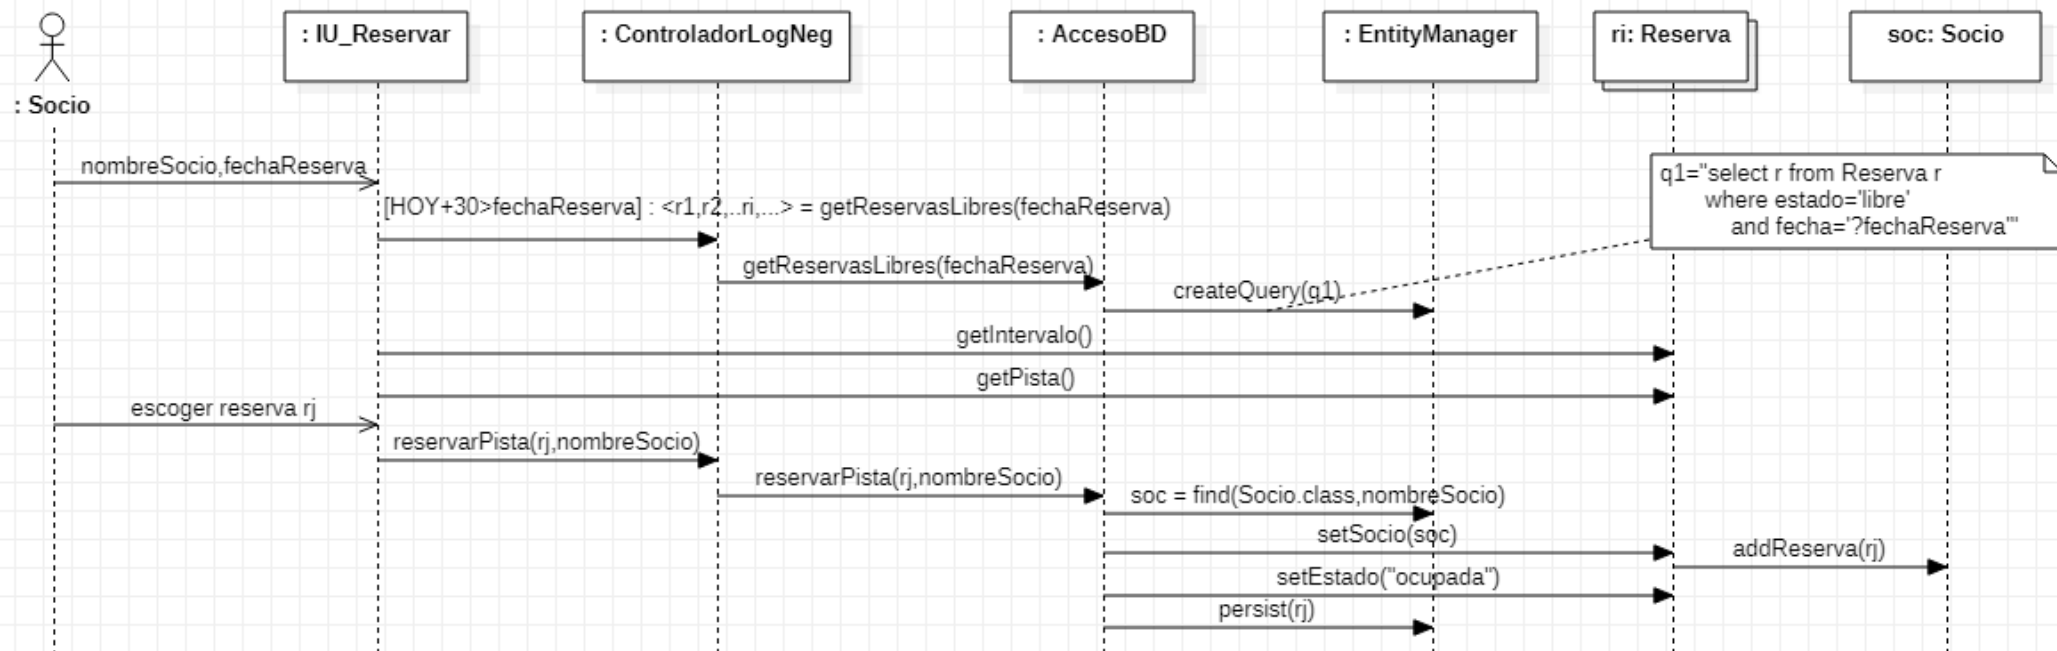 : IU_Reservar
: ControladorLogNeg
: AccesoBD
: EntityManager
ri: Reserva
soc: Socio
: Socio
nombreSocio,fechaReserva
q1="select r from Reserva r
where estado='libre'
and fecha='?fechaReserva'"
[HOY+30>fechaReserva] : <r1,r2,..ri,...> = getReservasLibres(fechaReserva)
getReservasLibres(fechaReserva)
createQuery(q1)
getIntervalo()
getPista()
escoger reserva rj
reservarPista(rj,nombreSocio)
reservarPista(rj,nombreSocio)
soc = find(Socio.class,nombreSocio)
setSocio(soc)
addReserva(rj)
setEstado("ocupada")
persist(rj)